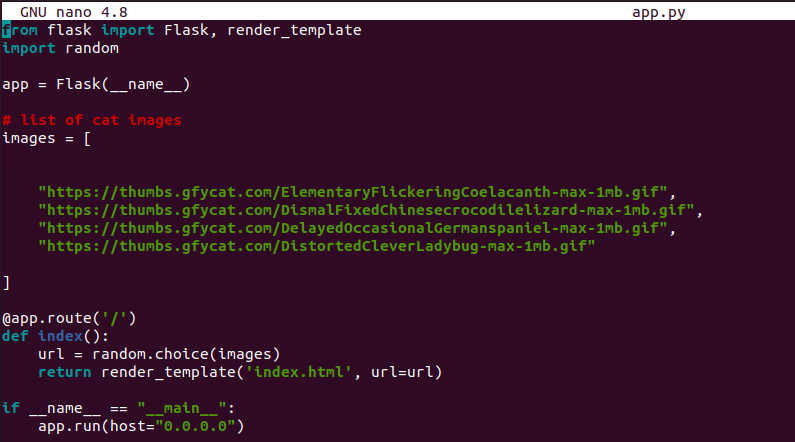 GNU nano 4.8 app.py
from flask import Flask, render_template
import random
app = Flask(__name__)
# list of cat images
images = [
"https://thumbs.gfycat.com/ElementaryFlickeringCoelacanth-max-1mb.gif",
"https://thumbs.gfycat.com/DismalFixedChinesecrocodilelizard-max-1mb.gif",
"https://thumbs.gfycat.com/DelayedOccasionalGermanspaniel-max-1mb.gif",
"https://thumbs.gfycat.com/DistortedCleverLadybug-max-1mb.gif"
]
@app.route('/')
def index():
    url = random.choice(images)
    return render_template('index.html', url=url)
if __name__ == "__main__":
    app.run(host="0.0.0.0")